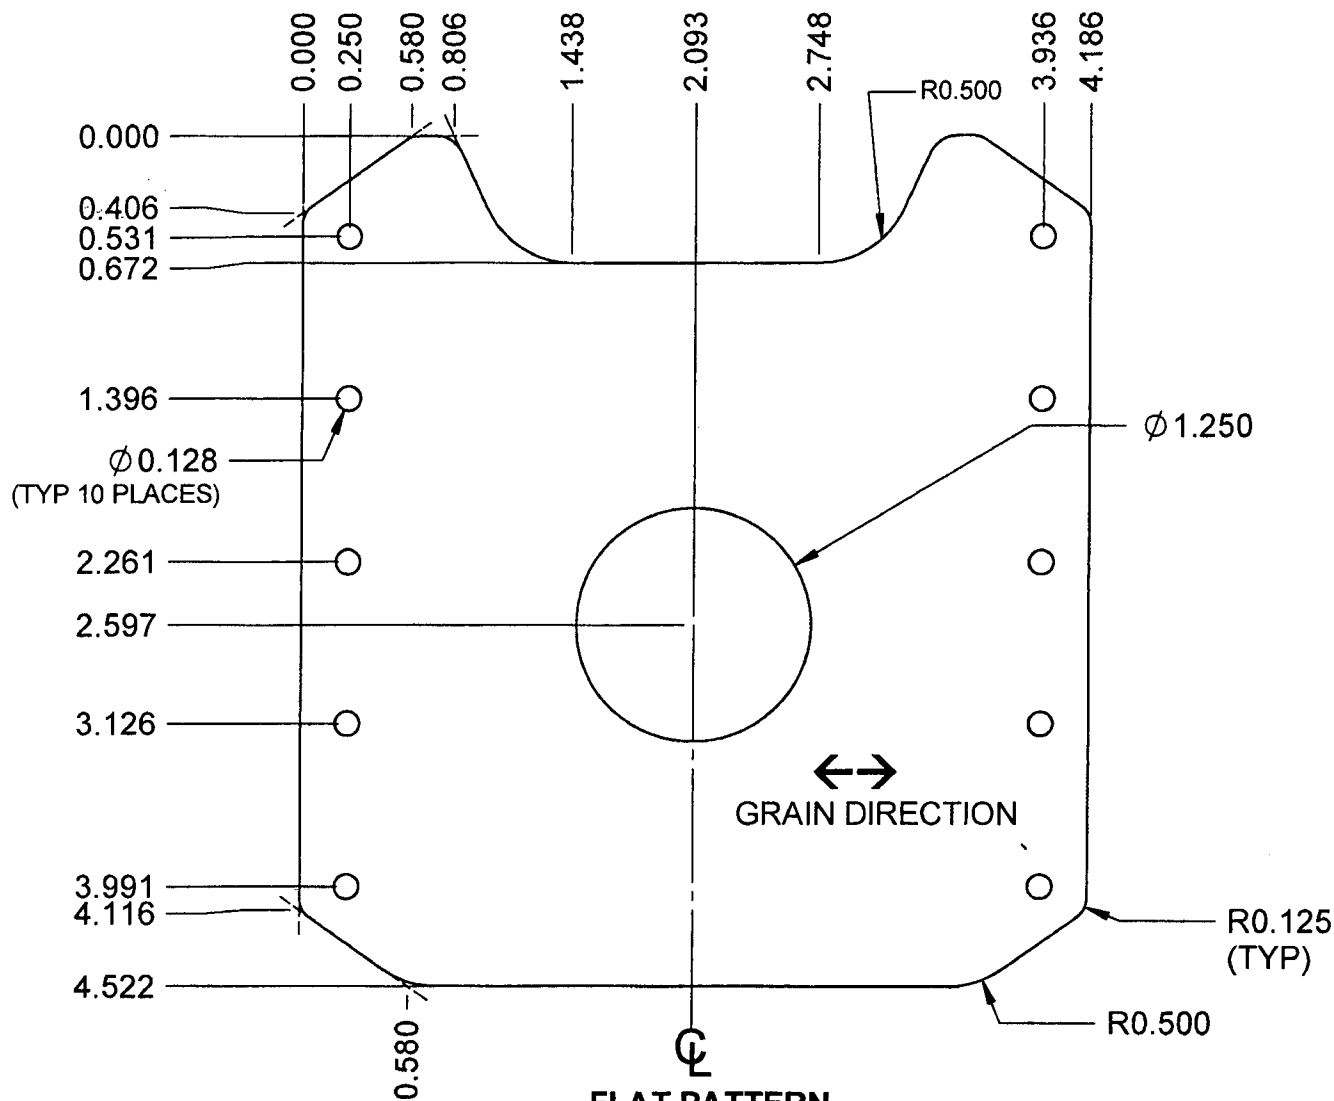 0.000
0.250
0.580
0.806
1.438
2.093
2.748
3.936
4.186
R0.500
0.000
0.406
0.531
0.672
1.396
Ø 0.128
(TYP 10 PLACES)
Ø 1.250
2.261
2.597
3.126
GRAIN DIRECTION
3.991
4.116
R0.125
(TYP)
4.522
R0.500
0.580
℄
FLAT PATTERN